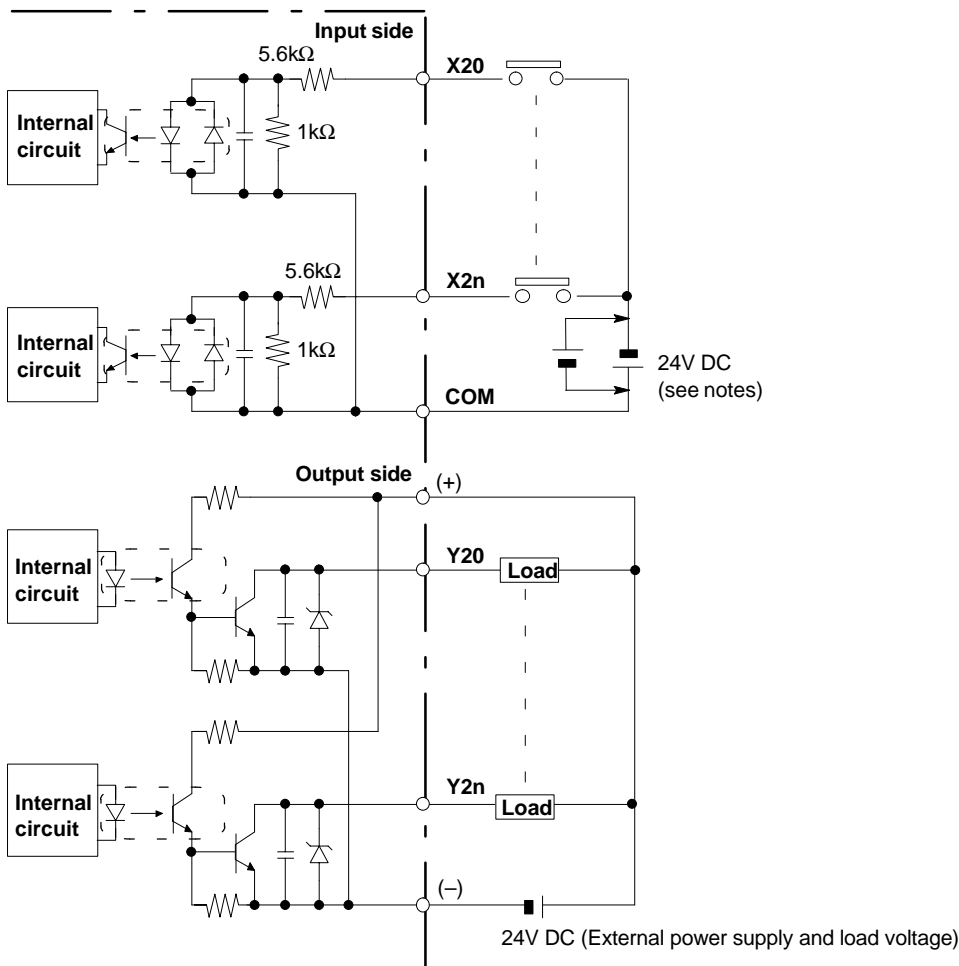 Input side
5.6kΩ
X20
Internal
circuit
1kΩ
5.6kΩ
X2n
Internal
circuit
1kΩ
24V DC
(see notes)
COM
Output side
(+)
Internal
circuit
Y20
Load
Internal
circuit
Y2n
Load
(–)
24V DC (External power supply and load voltage)